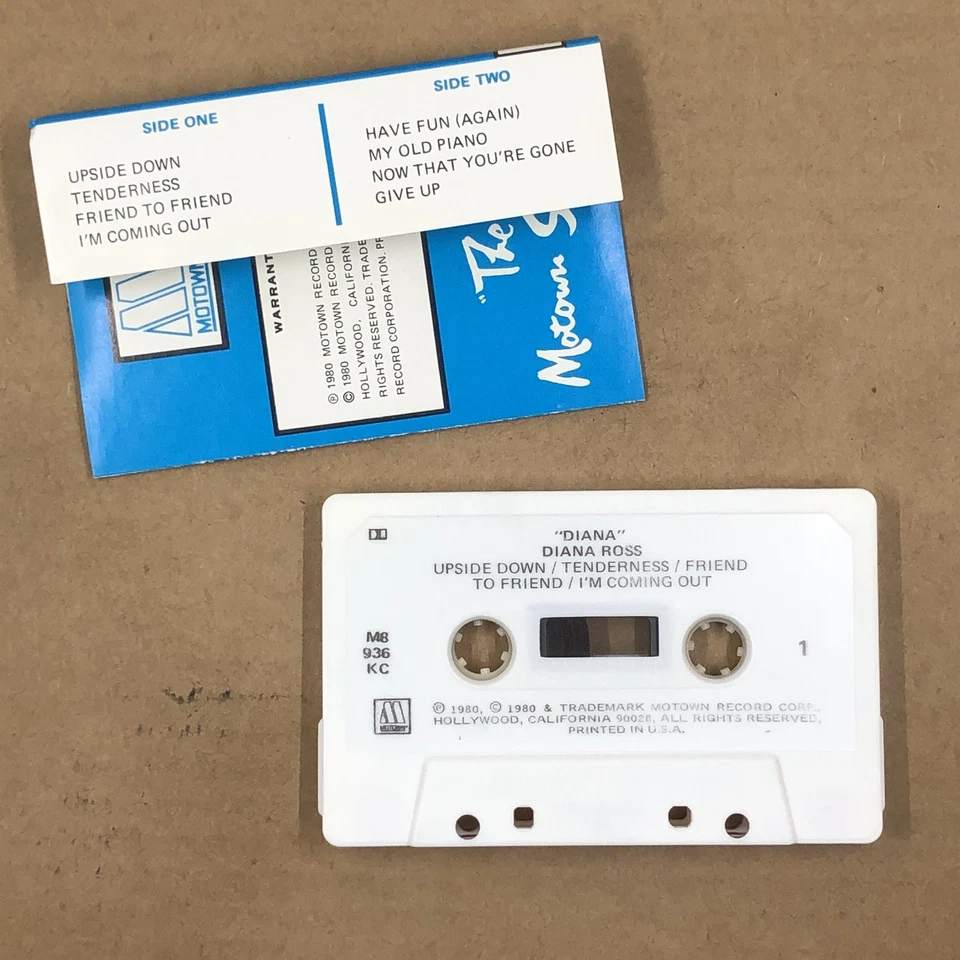 SIDE ONE
UPSIDE DOWN
TENDERNESS
FRIEND TO FRIEND
I'M COMING OUT
SIDE TWO
HAVE FUN (AGAIN)
MY OLD PIANO
NOW THAT YOU'RE GONE
GIVE UP
MOTOWN
WARRANT
℗ 1980 MOTOWN RECORD
© 1980 MOTOWN RECORD
HOLLYWOOD, CALIFORNI
RIGHTS RESERVED. TRADE
RECORD CORPORATION. PR
"The
Motown S
"DIANA"
DIANA ROSS
UPSIDE DOWN / TENDERNESS / FRIEND
TO FRIEND / I'M COMING OUT
M8
936
KC
1
℗ 1980, © 1980 & TRADEMARK MOTOWN RECORD CORP.,
HOLLYWOOD, CALIFORNIA 90028, ALL RIGHTS RESERVED,
PRINTED IN U.S.A.